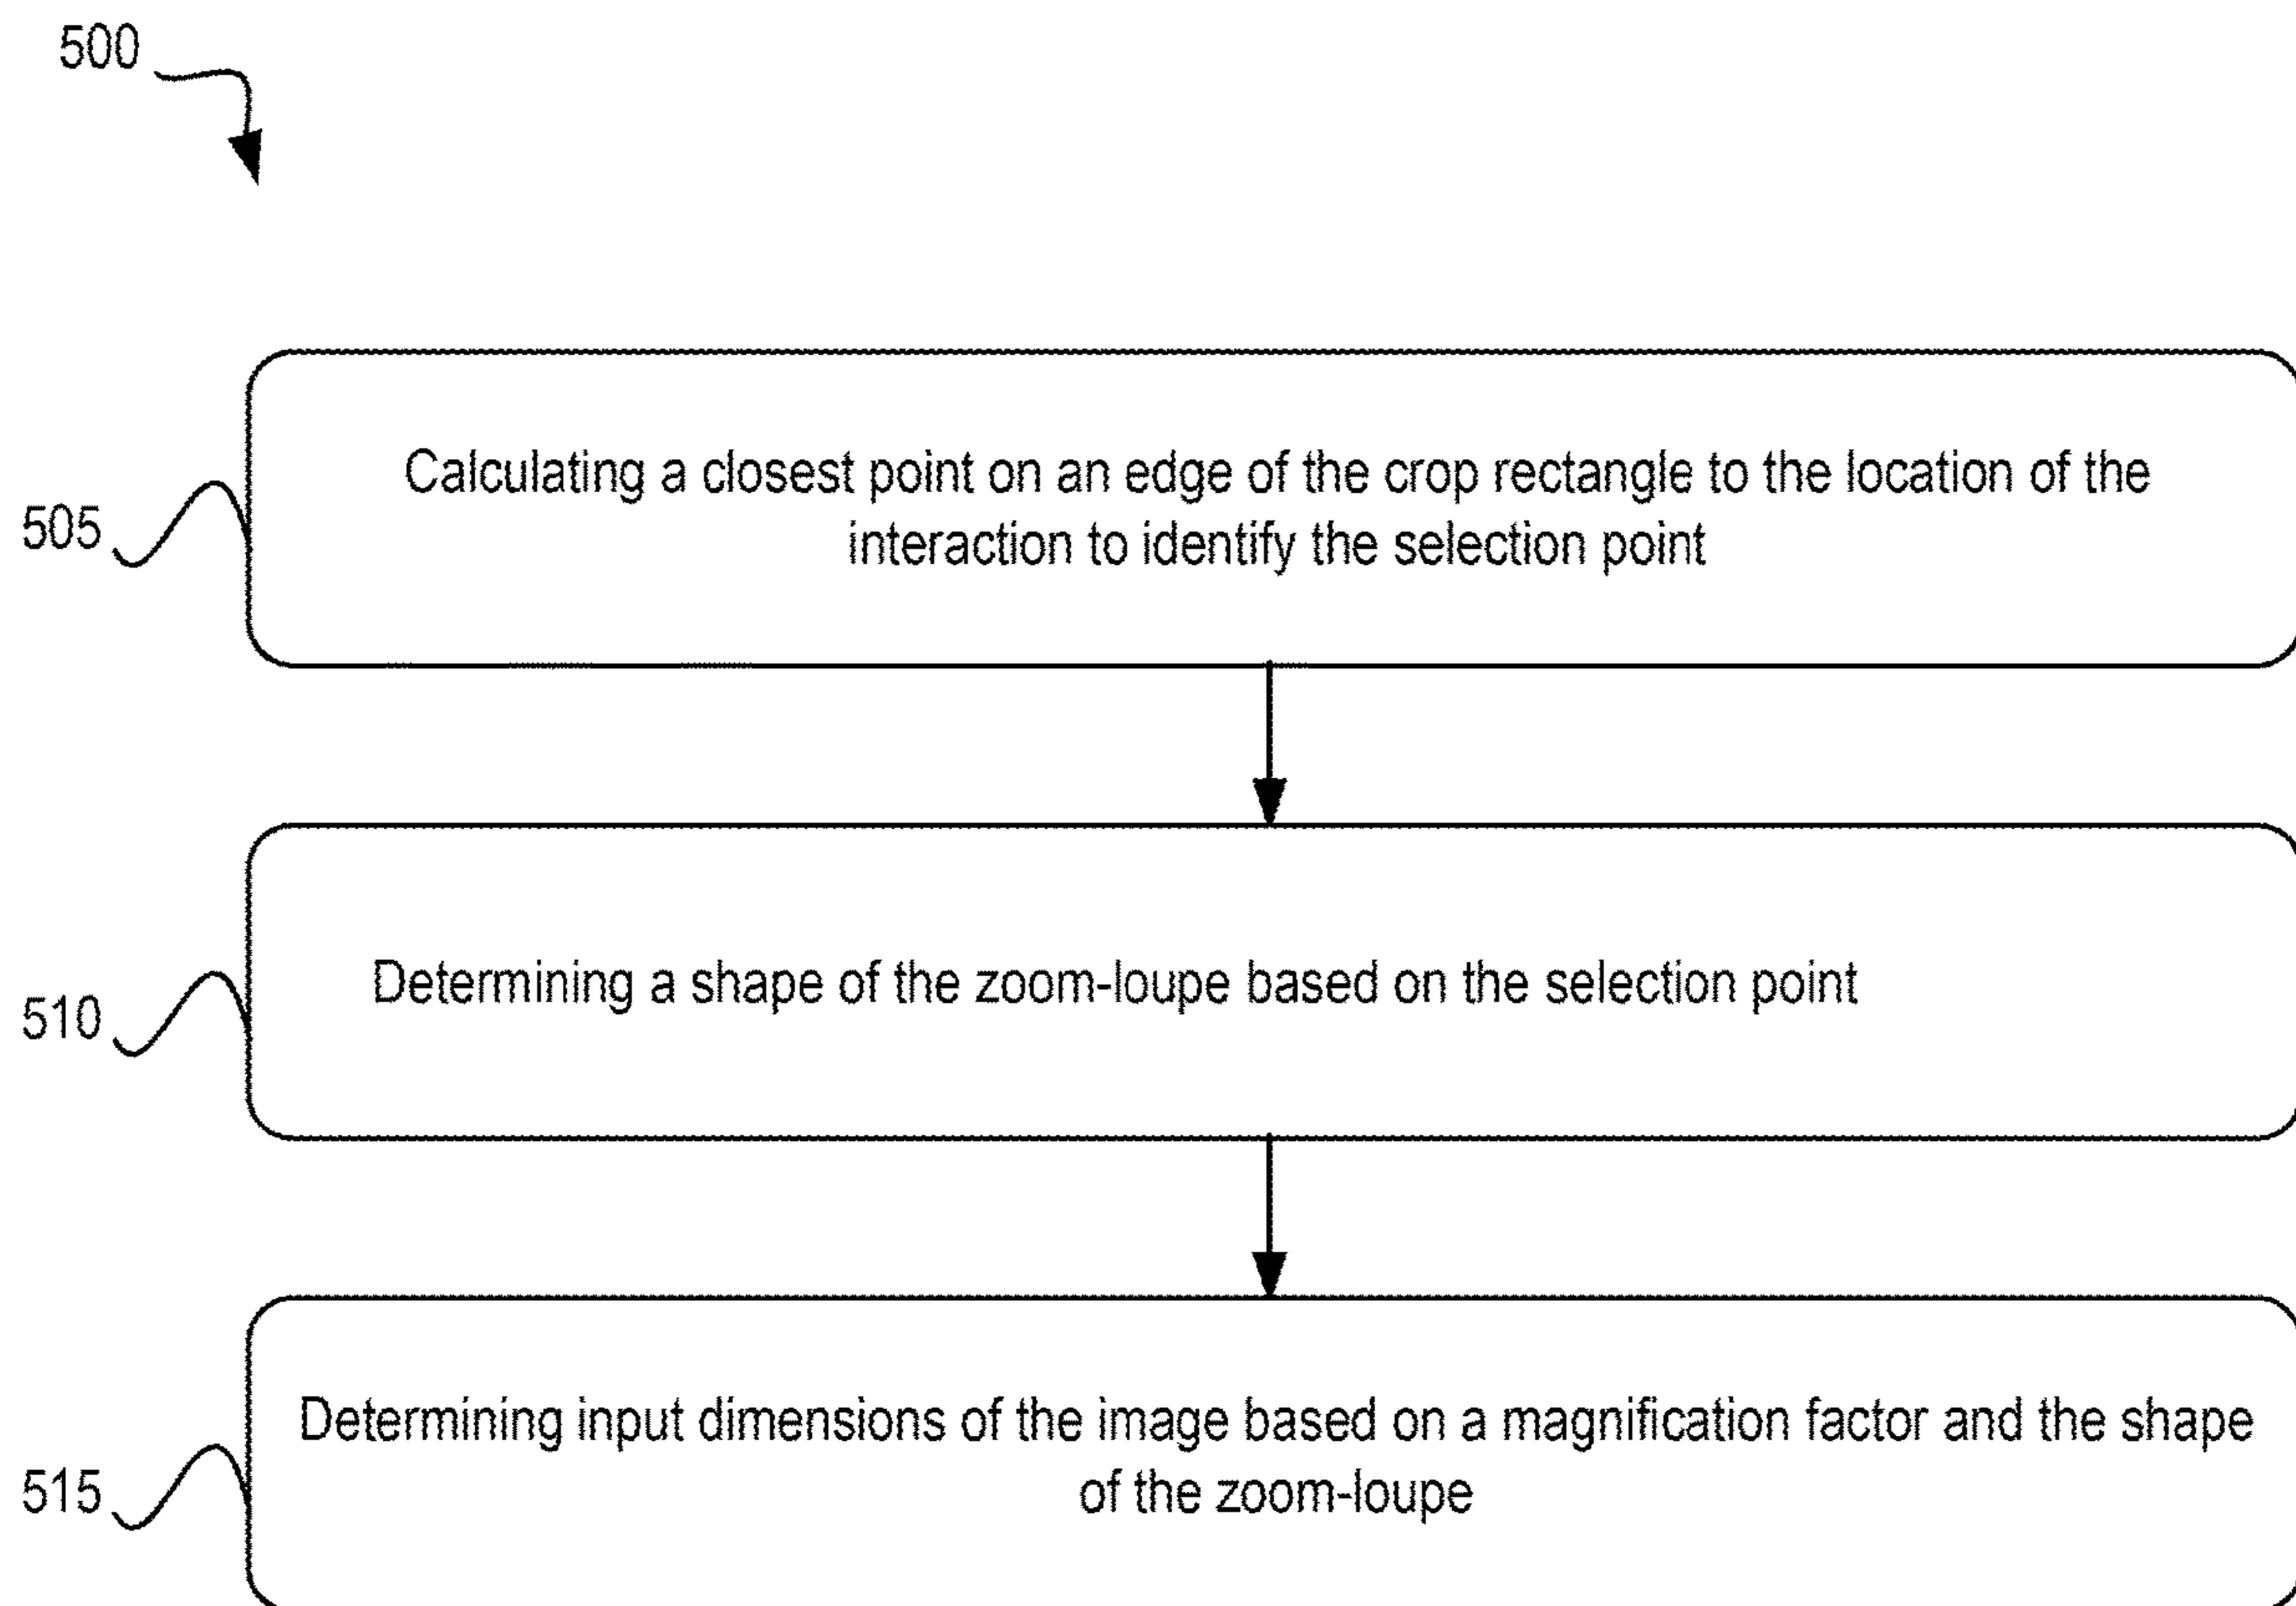 500
505
Calculating a closest point on an edge of the crop rectangle to the location of the
interaction to identify the selection point
510
Determining a shape of the zoom-loupe based on the selection point
515
Determining input dimensions of the image based on a magnification factor and the shape
of the zoom-loupe